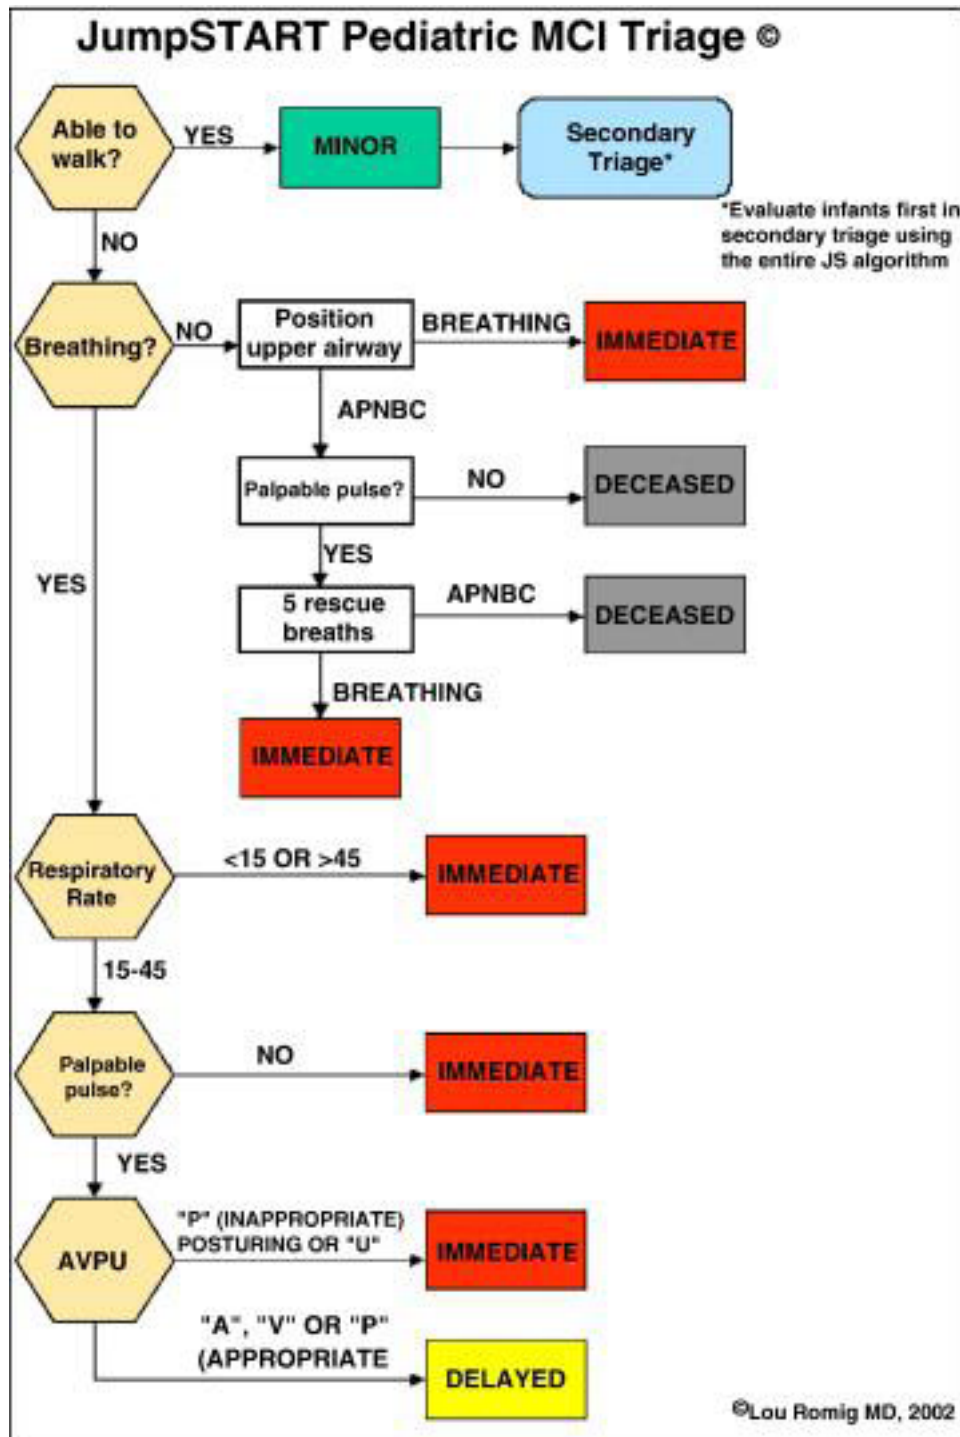 JumpSTART Pediatric MCI Triage ©
Able to
walk?
YES
MINOR
Secondary
Triage*
*Evaluate infants first in
secondary triage using
the entire JS algorithm
NO
Breathing?
NO
Position
upper airway
BREATHING
IMMEDIATE
APNBC
Palpable pulse?
NO
DECEASED
YES
5 rescue
breaths
APNBC
DECEASED
BREATHING
IMMEDIATE
YES
Respiratory
Rate
<15 OR >45
IMMEDIATE
15-45
Palpable
pulse?
NO
IMMEDIATE
YES
AVPU
"P" (INAPPROPRIATE)
POSTURING OR "U"
IMMEDIATE
"A", "V" OR "P"
(APPROPRIATE
DELAYED
©Lou Romig MD, 2002